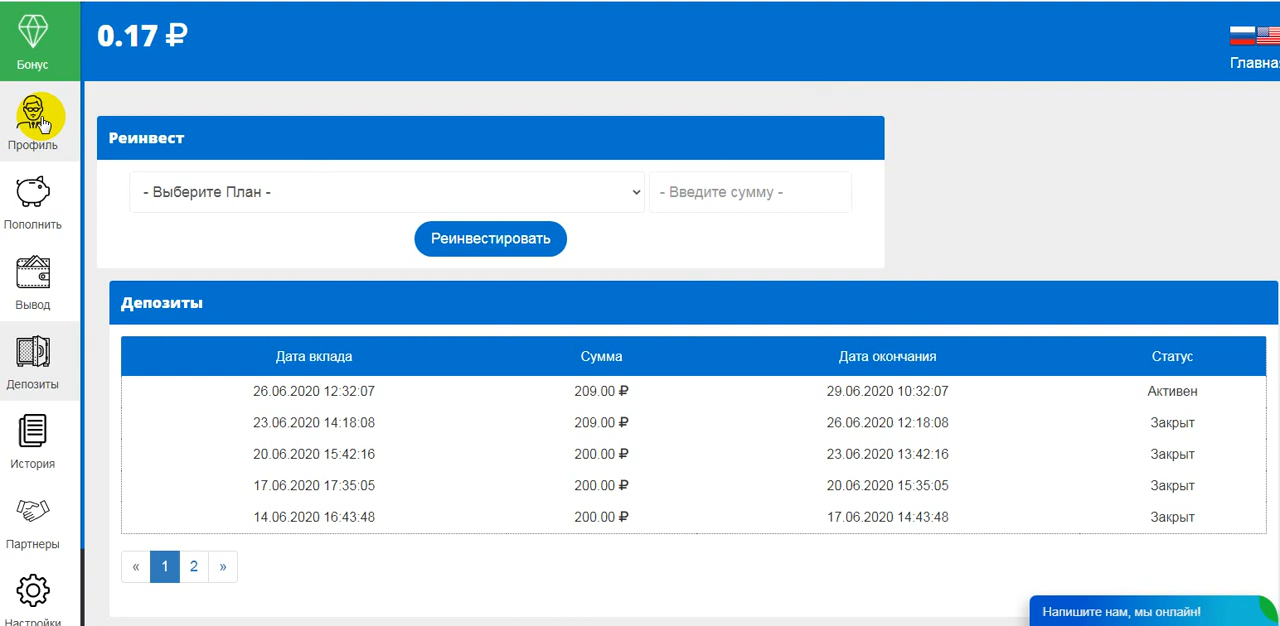 0.17 ₽
Бонус
Главна
Профиль
Пополнить
Вывод
Депозиты
История
Партнеры
Настройки
Реинвест
- Выберите План -
- Введите сумму -
Реинвестировать
Депозиты
Дата вклада Сумма Дата окончания Статус
26.06.2020 12:32:07 209.00 ₽ 29.06.2020 10:32:07 Активен
23.06.2020 14:18:08 209.00 ₽ 26.06.2020 12:18:08 Закрыт
20.06.2020 15:42:16 200.00 ₽ 23.06.2020 13:42:16 Закрыт
17.06.2020 17:35:05 200.00 ₽ 20.06.2020 15:35:05 Закрыт
14.06.2020 16:43:48 200.00 ₽ 17.06.2020 14:43:48 Закрыт
« 1 2 »
Напишите нам, мы онлайн!